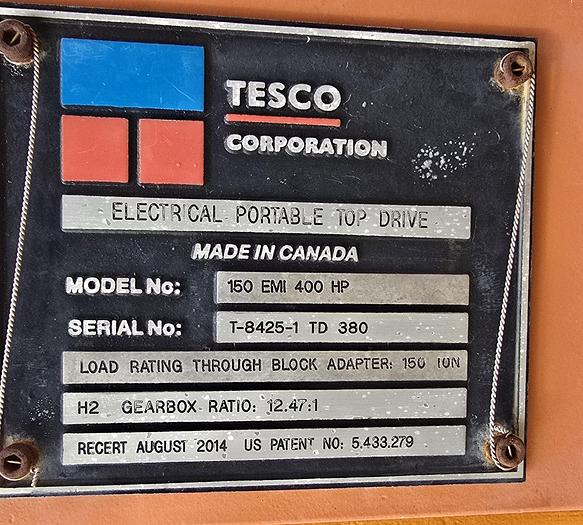 TESCO
CORPORATION
ELECTRICAL PORTABLE TOP DRIVE
MADE IN CANADA
MODEL No: 150 EMI 400 HP
SERIAL No: T-8425-1 TD 380
LOAD RATING THROUGH BLOCK ADAPTER: 150 TON
H2 GEARBOX RATIO: 12.47:1
RECERT AUGUST 2014 US PATENT NO: 5.433.279